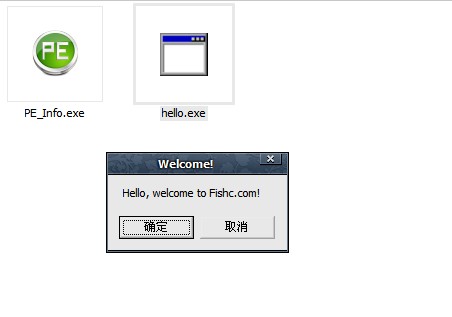 PE
PE_Info.exe
hello.exe
Welcome!
Hello, welcome to Fishc.com!
确定
取消